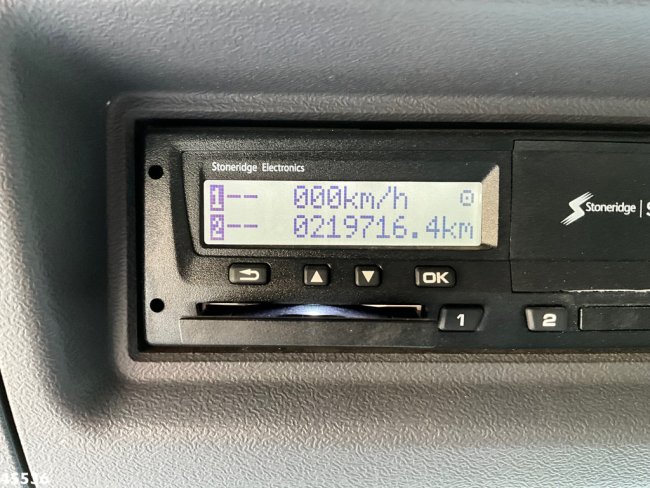 Stoneridge Electronics
1-- 000km/h
2-- 0219716.4km
Stoneridge
OK
1 2